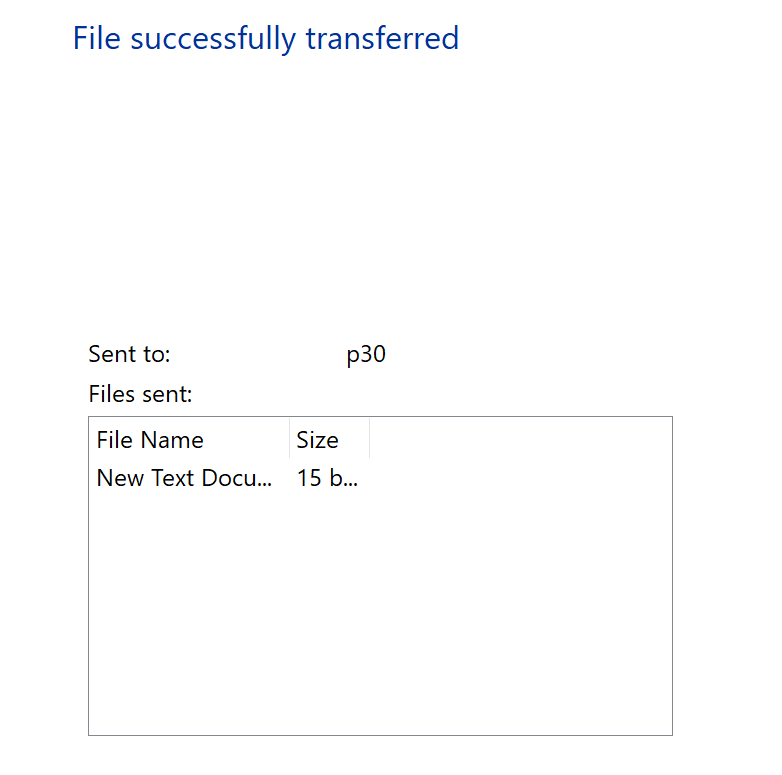 File successfully transferred
Sent to: p30
Files sent:
File Name Size
New Text Docu... 15 b...